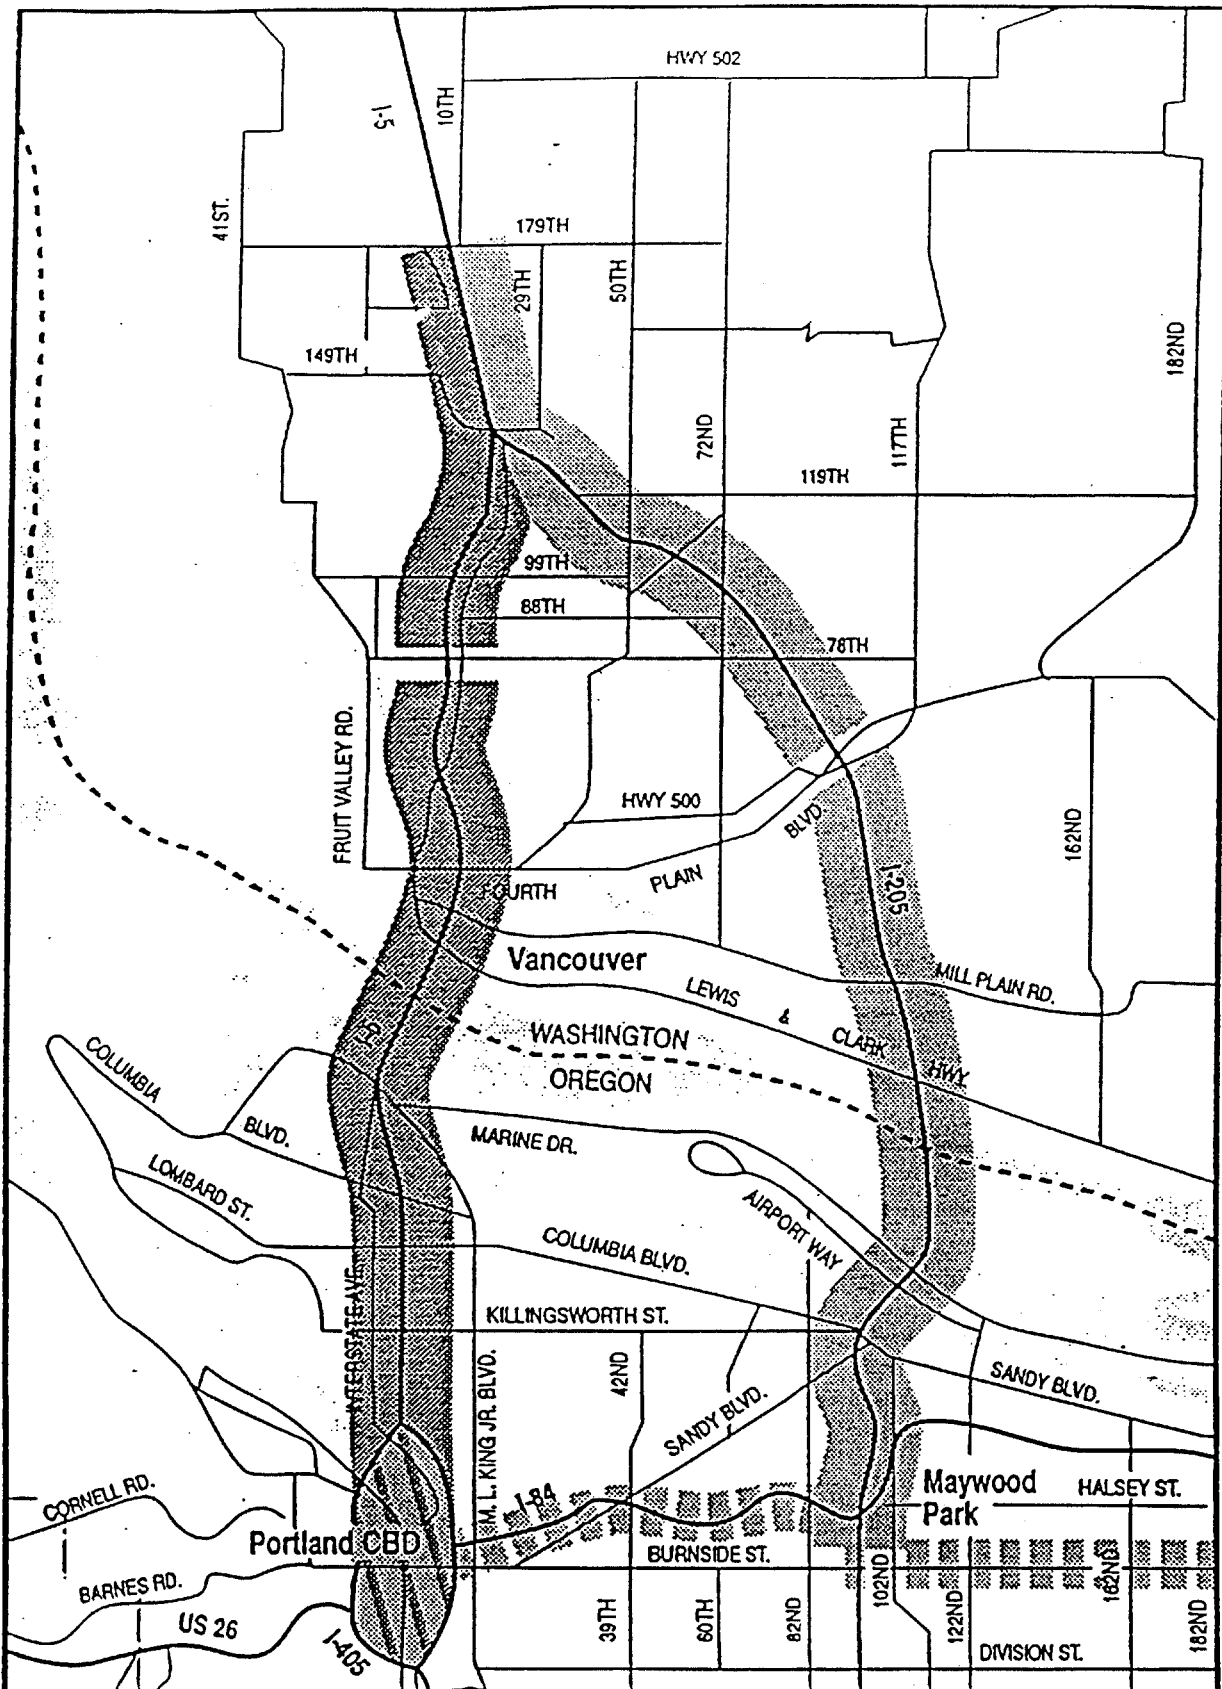 HWY 502
I-5
10TH
41ST.
179TH
29TH
50TH
149TH
182ND
72ND
117TH
119TH
99TH
88TH
78TH
FRUIT VALLEY RD.
HWY 500
BLVD
PLAIN
FOURTH
162ND
I-205
Vancouver
MILL PLAIN RD.
LEWIS & CLARK HWY
WASHINGTON
OREGON
I-5
COLUMBIA
BLVD.
MARINE DR.
LOMBARD ST.
AIRPORT WAY
COLUMBIA BLVD.
INTERSTATE AVE
KILLINGSWORTH ST.
M. L. KING JR. BLVD.
42ND
SANDY BLVD.
SANDY BLVD.
CORNELL RD.
I-84
Maywood
Park
HALSEY ST.
Portland CBD
BURNSIDE ST.
BARNES RD.
102ND
162ND
US 26
I-405
39TH
60TH
82ND
122ND
182ND
DIVISION ST.